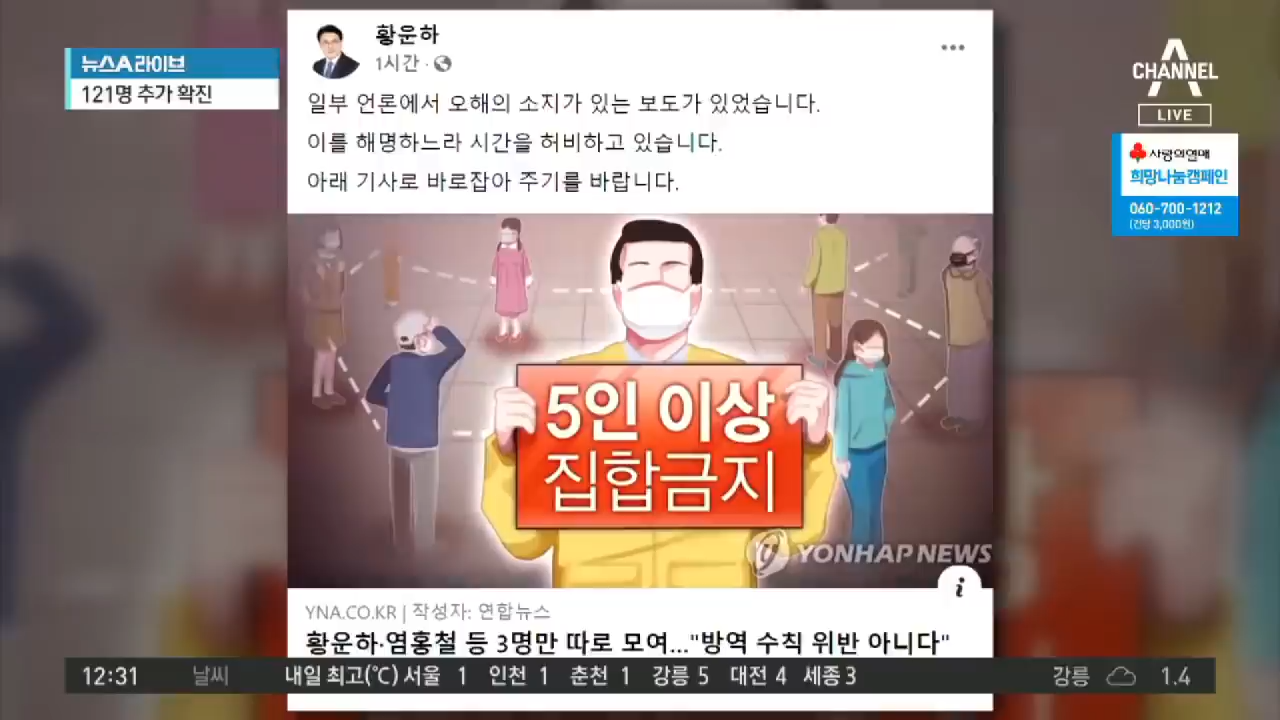 뉴스A 라이브
121명 추가 확진
황운하
1시간
일부 언론에서 오해의 소지가 있는 보도가 있었습니다.
이를 해명하느라 시간을 허비하고 있습니다.
아래 기사로 바로잡아 주기를 바랍니다.
CHANNEL A
LIVE
사랑의열매
희망나눔캠페인
060-700-1212
(건당 3,000원)
5인 이상
집합금지
YONHAP NEWS
YNA.CO.KR | 작성자: 연합뉴스
황운하·염홍철 등 3명만 따로 모여..."방역 수칙 위반 아니다"
12:31 날씨 내일 최고(℃) 서울 1 인천 1 춘천 1 강릉 5 대전 4 세종 3 강릉 1.4